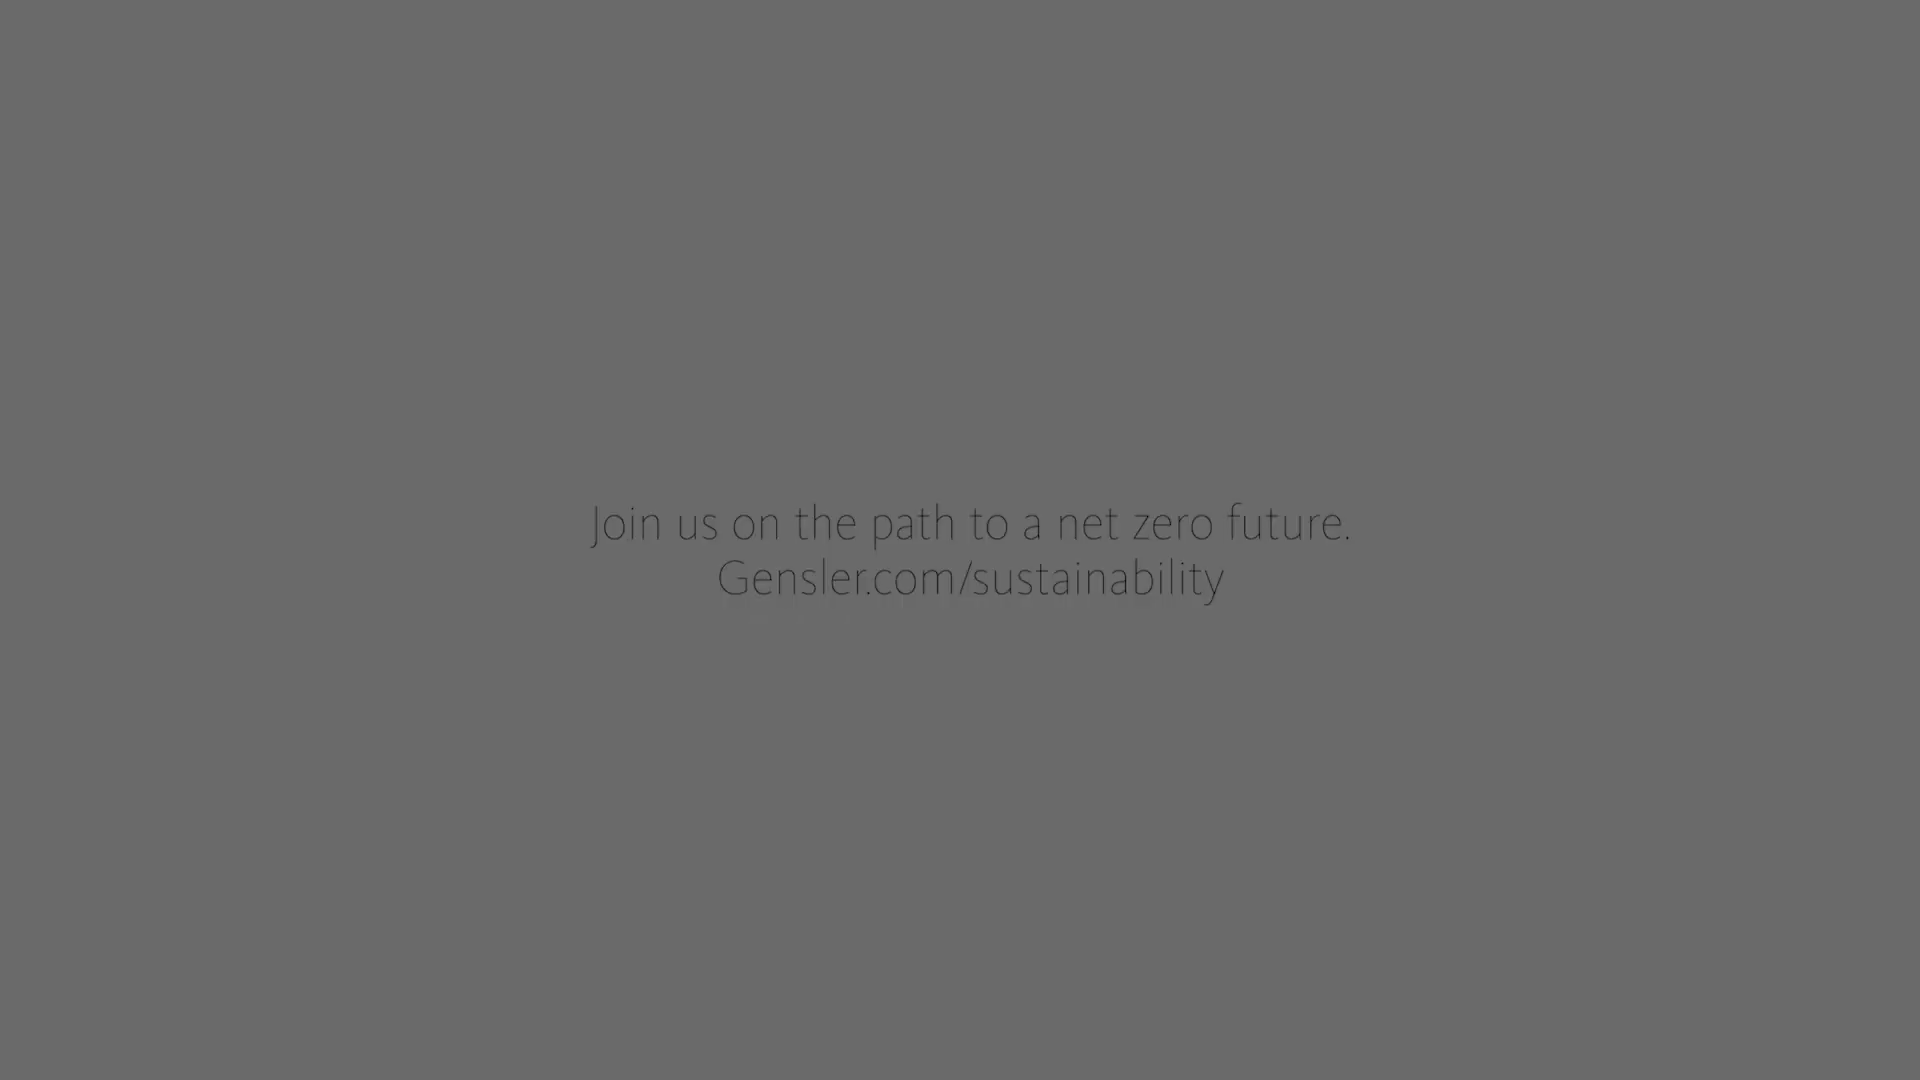 Join us on the path to a net zero future.
Gensler.com/sustainability